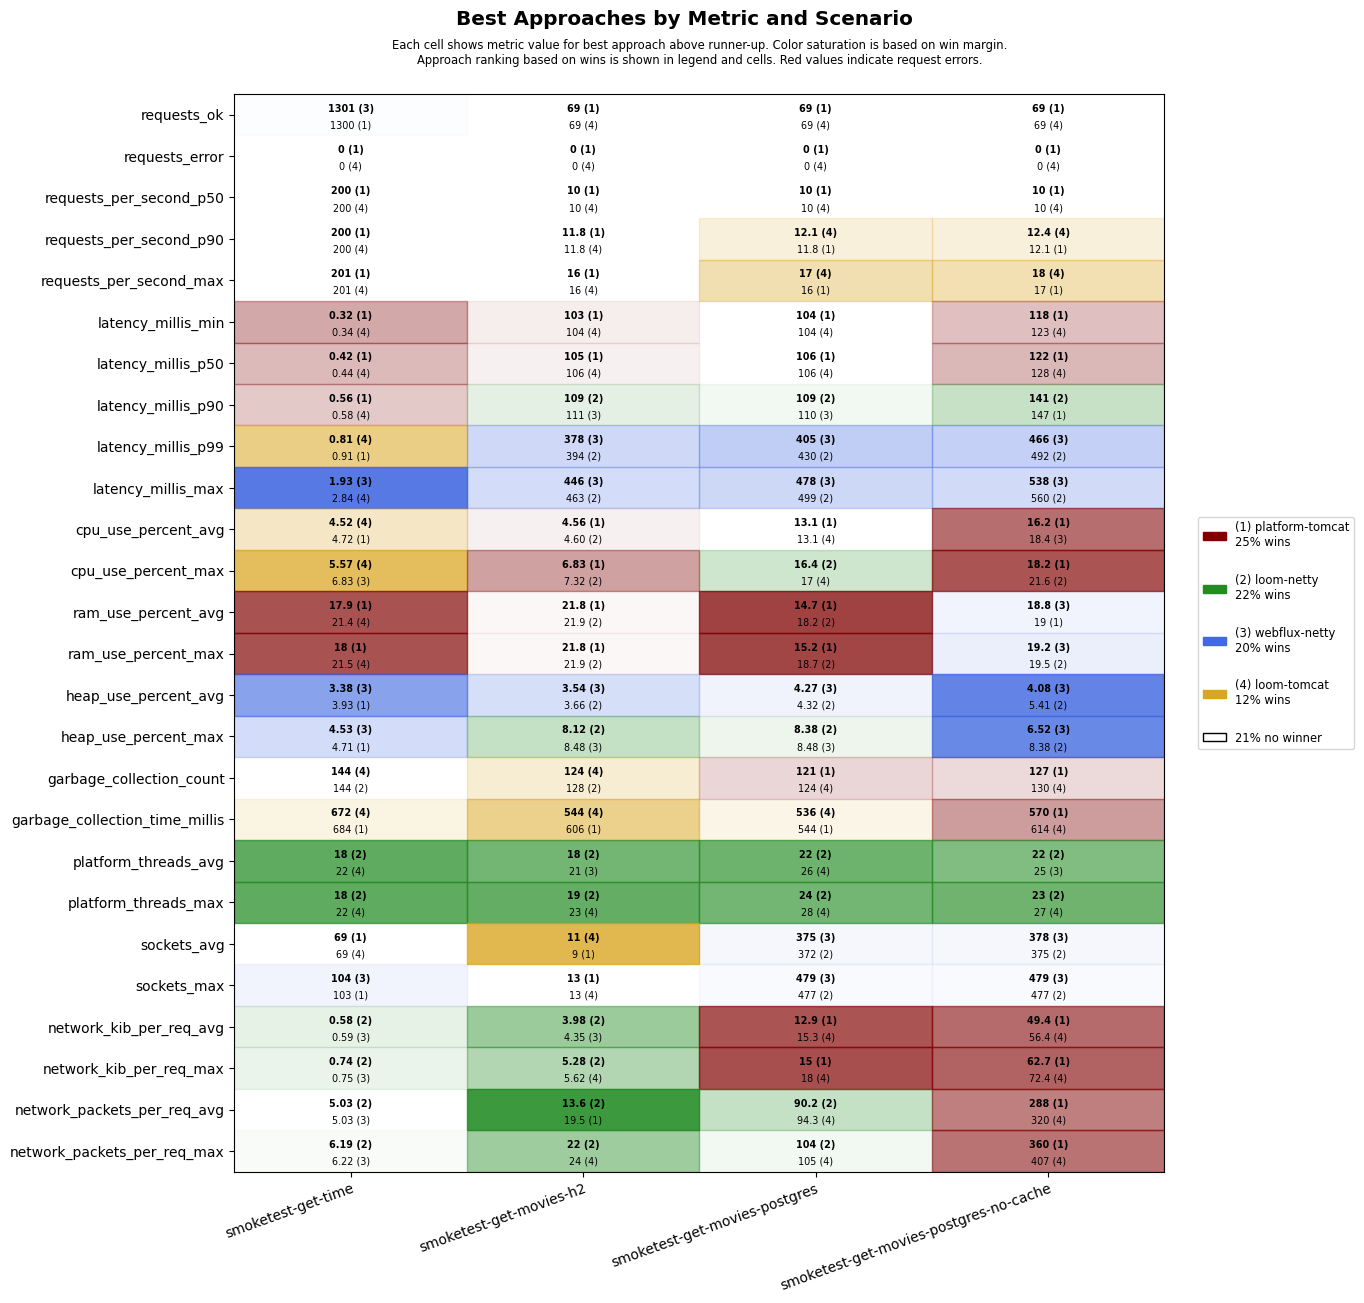 Best Approaches by Metric and Scenario
Each cell shows metric value for best approach above runner-up. Color saturation is based on win margin.
Approach ranking based on wins is shown in legend and cells. Red values indicate request errors.
requests_ok
1301 (3) 69 (1) 69 (1) 69 (1)
1300 (1) 69 (4) 69 (4) 69 (4)
requests_error
0 (1) 0 (1) 0 (1) 0 (1)
0 (4) 0 (4) 0 (4) 0 (4)
requests_per_second_p50
200 (1) 10 (1) 10 (1) 10 (1)
200 (4) 10 (4) 10 (4) 10 (4)
requests_per_second_p90
200 (1) 11.8 (1) 12.1 (4) 12.4 (4)
200 (4) 11.8 (4) 11.8 (1) 12.1 (1)
requests_per_second_max
201 (1) 16 (1) 17 (4) 18 (4)
201 (4) 16 (4) 16 (1) 17 (1)
latency_millis_min
0.32 (1) 103 (1) 104 (1) 118 (1)
0.34 (4) 104 (4) 104 (4) 123 (4)
latency_millis_p50
0.42 (1) 105 (1) 106 (1) 122 (1)
0.44 (4) 106 (4) 106 (4) 128 (4)
latency_millis_p90
0.56 (1) 109 (2) 109 (2) 141 (2)
0.58 (4) 111 (3) 110 (3) 147 (1)
latency_millis_p99
0.81 (4) 378 (3) 405 (3) 466 (3)
0.91 (1) 394 (2) 430 (2) 492 (2)
latency_millis_max
1.93 (3) 446 (3) 478 (3) 538 (3)
2.84 (4) 463 (2) 499 (2) 560 (2)
cpu_use_percent_avg
4.52 (4) 4.56 (1) 13.1 (1) 16.2 (1)
4.72 (1) 4.60 (2) 13.1 (4) 18.4 (3)
cpu_use_percent_max
5.57 (4) 6.83 (1) 16.4 (2) 18.2 (1)
6.83 (3) 7.32 (2) 17 (4) 21.6 (2)
ram_use_percent_avg
17.9 (1) 21.8 (1) 14.7 (1) 18.8 (3)
21.4 (4) 21.9 (2) 18.2 (2) 19 (1)
ram_use_percent_max
18 (1) 21.8 (1) 15.2 (1) 19.2 (3)
21.5 (4) 21.9 (2) 18.7 (2) 19.5 (2)
heap_use_percent_avg
3.38 (3) 3.54 (3) 4.27 (3) 4.08 (3)
3.93 (1) 3.66 (2) 4.32 (2) 5.41 (2)
heap_use_percent_max
4.53 (3) 8.12 (2) 8.38 (2) 6.52 (3)
4.71 (1) 8.48 (3) 8.48 (3) 8.38 (2)
garbage_collection_count
144 (4) 124 (4) 121 (1) 127 (1)
144 (2) 128 (2) 124 (4) 130 (4)
garbage_collection_time_millis
672 (4) 544 (4) 536 (4) 570 (1)
684 (1) 606 (1) 544 (1) 614 (4)
platform_threads_avg
18 (2) 18 (2) 22 (2) 22 (2)
22 (4) 21 (3) 26 (4) 25 (3)
platform_threads_max
18 (2) 19 (2) 24 (2) 23 (2)
22 (4) 23 (4) 28 (4) 27 (4)
sockets_avg
69 (1) 11 (4) 375 (3) 378 (3)
69 (4) 9 (1) 372 (2) 375 (2)
sockets_max
104 (3) 13 (1) 479 (3) 479 (3)
103 (1) 13 (4) 477 (2) 477 (2)
network_kib_per_req_avg
0.58 (2) 3.98 (2) 12.9 (1) 49.4 (1)
0.59 (3) 4.35 (3) 15.3 (4) 56.4 (4)
network_kib_per_req_max
0.74 (2) 5.28 (2) 15 (1) 62.7 (1)
0.75 (3) 5.62 (4) 18 (4) 72.4 (4)
network_packets_per_req_avg
5.03 (2) 13.6 (2) 90.2 (2) 288 (1)
5.03 (3) 19.5 (1) 94.3 (4) 320 (4)
network_packets_per_req_max
6.19 (2) 22 (2) 104 (2) 360 (1)
6.22 (3) 24 (4) 105 (4) 407 (4)
smoketest-get-time
smoketest-get-movies-h2
smoketest-get-movies-postgres
smoketest-get-movies-postgres-no-cache
(1) platform-tomcat
25% wins
(2) loom-netty
22% wins
(3) webflux-netty
20% wins
(4) loom-tomcat
12% wins
21% no winner